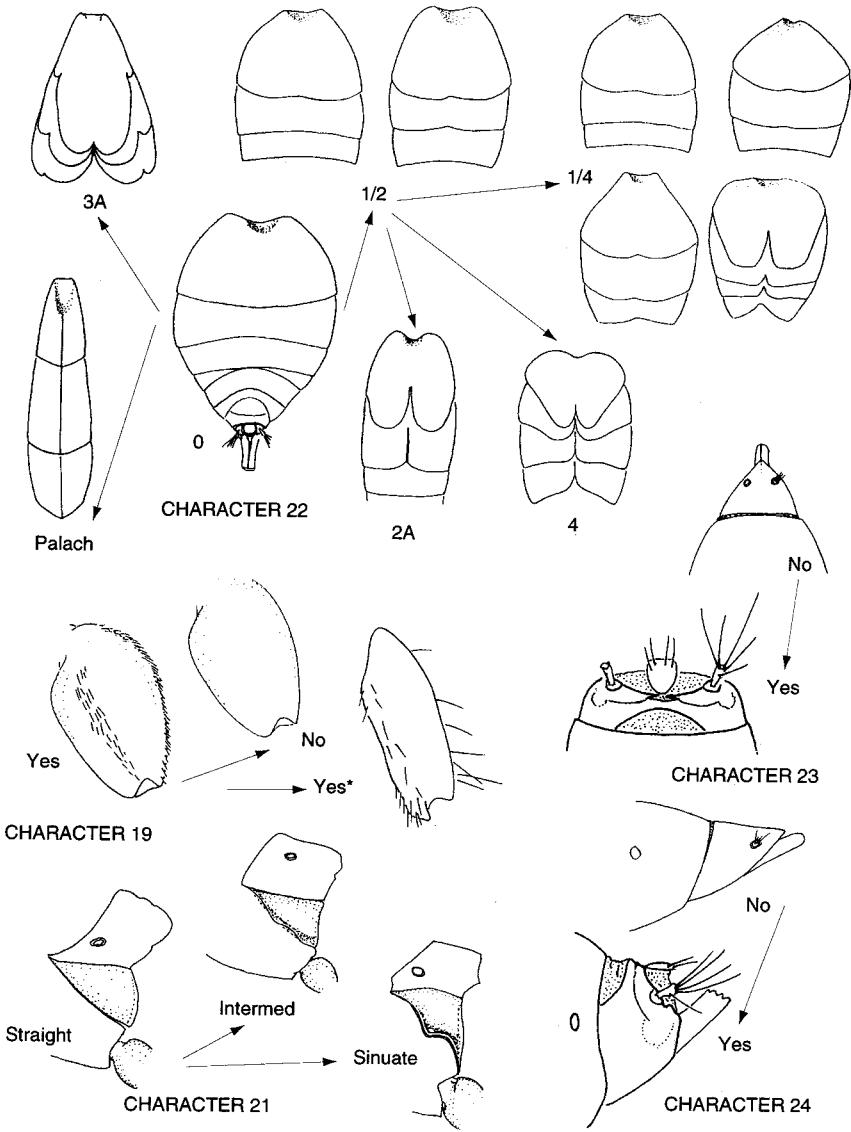 3A
1/2
1/4
0
Palach
CHARACTER 22
2A
4
No
Yes
CHARACTER 23
Yes
No
Yes*
CHARACTER 19
Straight
Intermed
Sinuate
CHARACTER 21
No
Yes
CHARACTER 24